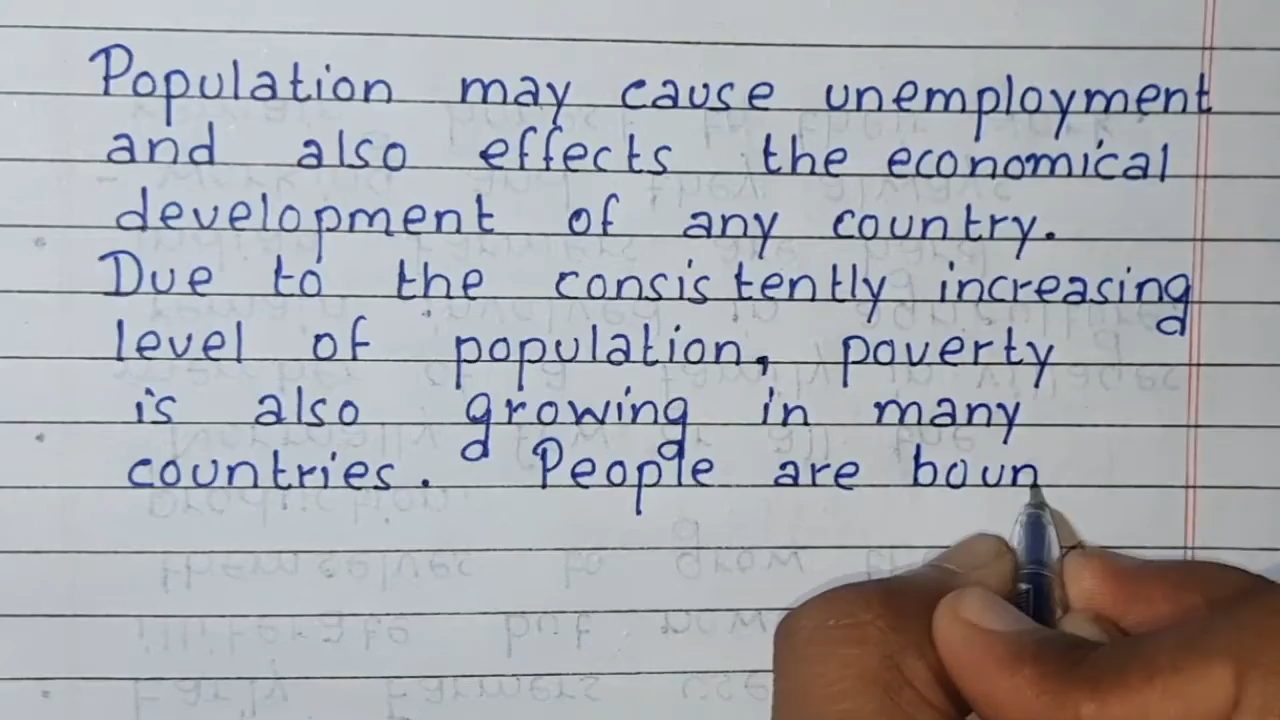 Population may cause unemployment
and also effects the economical
development of any country.
Due to the consistently increasing
level of population, poverty
is also growing in many
countries. People are boun